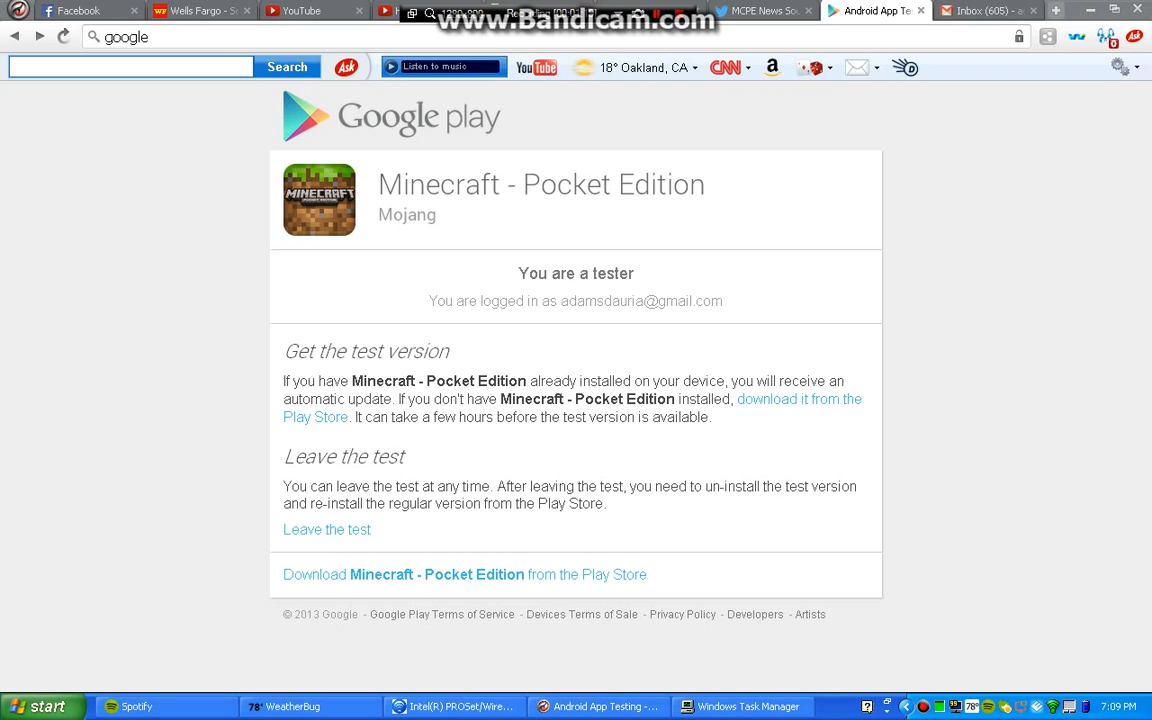 Facebook
Wells Fargo - S
YouTube
www.Bandicam.com
MCPE News Sou
Android App Te
Inbox (605) - a
google
Search
Ask
Listen to music
YouTube
18° Oakland, CA
CNN
Google play
MINECRAFT
POCKET EDITION
Minecraft - Pocket Edition
Mojang
You are a tester
You are logged in as adamsdauria@gmail.com
Get the test version
If you have Minecraft - Pocket Edition already installed on your device, you will receive an
automatic update. If you don't have Minecraft - Pocket Edition installed, download it from the
Play Store. It can take a few hours before the test version is available.
Leave the test
You can leave the test at any time. After leaving the test, you need to un-install the test version
and re-install the regular version from the Play Store.
Leave the test
Download Minecraft - Pocket Edition from the Play Store
© 2013 Google - Google Play Terms of Service - Devices Terms of Sale - Privacy Policy - Developers - Artists
start
Spotify
78° WeatherBug
Intel(R) PROSet/Wire...
Android App Testing -...
Windows Task Manager
78°
7:09 PM